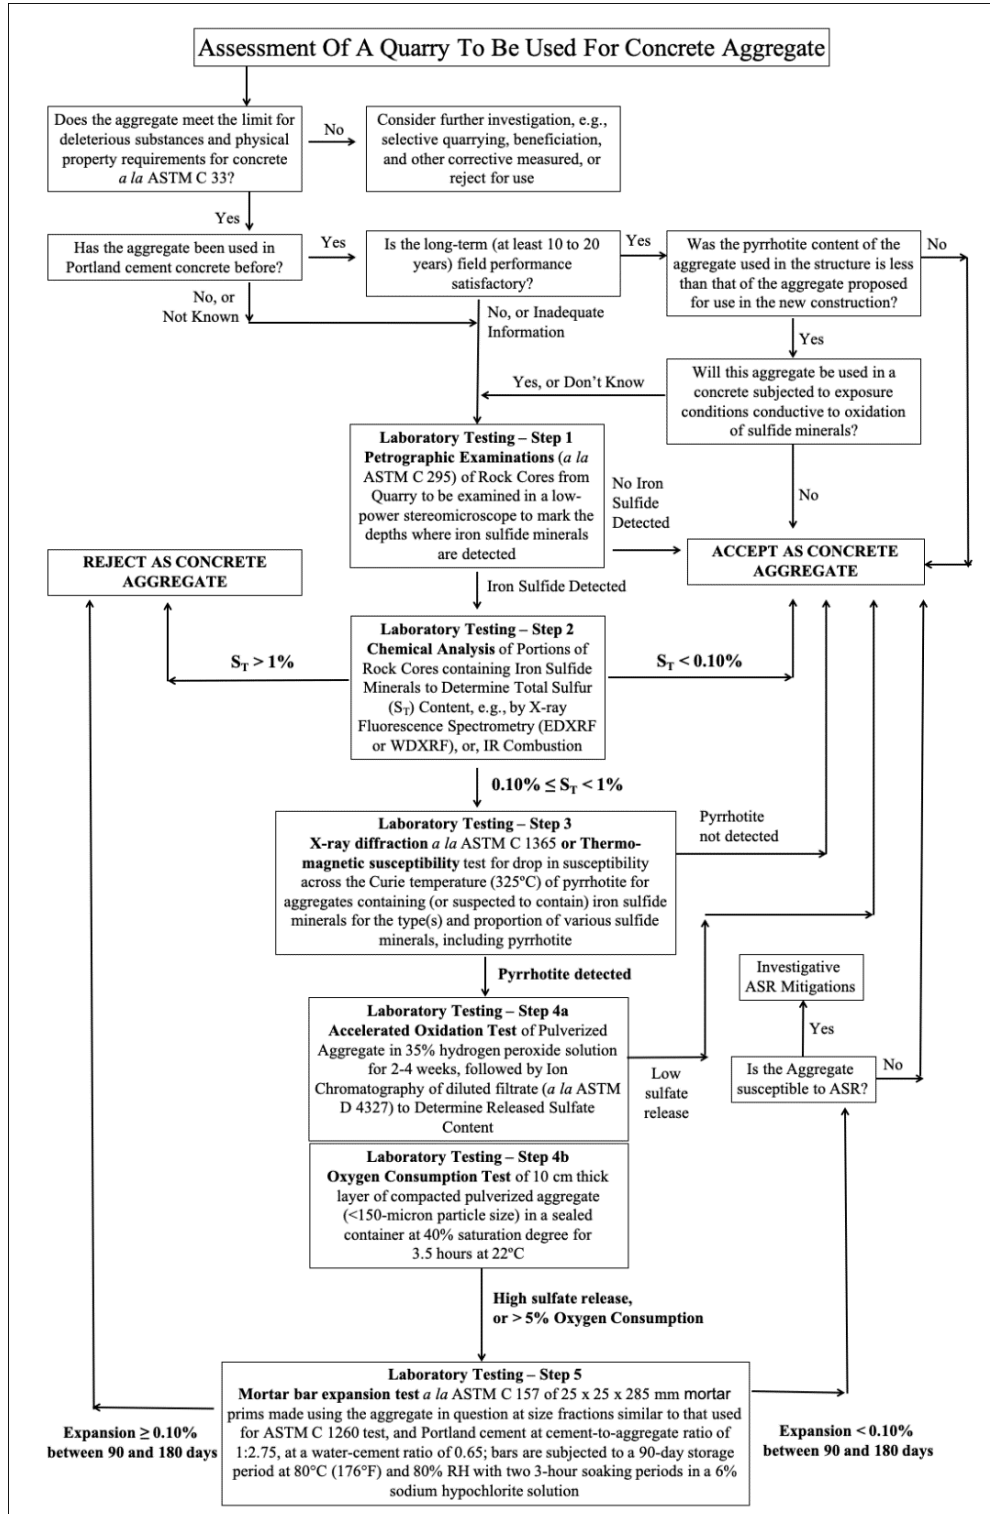 Assessment Of A Quarry To Be Used For Concrete Aggregate
Does the aggregate meet the limit for
deleterious substances and physical
property requirements for concrete
a la ASTM C 33?
No
Consider further investigation, e.g.,
selective quarrying, beneficiation,
and other corrective measured, or
reject for use
Yes
Has the aggregate been used in
Portland cement concrete before?
Yes
Is the long-term (at least 10 to 20
years) field performance
satisfactory?
Yes
Was the pyrrhotite content of the
aggregate used in the structure is less
than that of the aggregate proposed
for use in the new construction?
No
No, or
Not Known
No, or Inadequate
Information
Yes
Will this aggregate be used in a
concrete subjected to exposure
conditions conductive to oxidation
of sulfide minerals?
Yes, or Don't Know
No
Laboratory Testing – Step 1
Petrographic Examinations (a la
ASTM C 295) of Rock Cores from
Quarry to be examined in a low-
power stereomicroscope to mark the
depths where iron sulfide minerals
are detected
No Iron
Sulfide
Detected
ACCEPT AS CONCRETE
AGGREGATE
REJECT AS CONCRETE
AGGREGATE
Iron Sulfide Detected
Laboratory Testing – Step 2
Chemical Analysis of Portions of
Rock Cores containing Iron Sulfide
Minerals to Determine Total Sulfur
(S_T) Content, e.g., by X-ray
Fluorescence Spectrometry (EDXRF
or WDXRF), or, IR Combustion
S_T > 1%
S_T < 0.10%
0.10% ≤ S_T < 1%
Laboratory Testing – Step 3
X-ray diffraction a la ASTM C 1365 or Thermo-
magnetic susceptibility test for drop in susceptibility
across the Curie temperature (325ºC) of pyrrhotite for
aggregates containing (or suspected to contain) iron sulfide
minerals for the type(s) and proportion of various sulfide
minerals, including pyrrhotite
Pyrrhotite
not detected
Pyrrhotite detected
Laboratory Testing – Step 4a
Accelerated Oxidation Test of Pulverized
Aggregate in 35% hydrogen peroxide solution
for 2-4 weeks, followed by Ion
Chromatography of diluted filtrate (a la ASTM
D 4327) to Determine Released Sulfate
Content
Low
sulfate
release
Investigative
ASR Mitigations
Yes
Is the Aggregate
susceptible to ASR?
No
Laboratory Testing – Step 4b
Oxygen Consumption Test of 10 cm thick
layer of compacted pulverized aggregate
(<150-micron particle size) in a sealed
container at 40% saturation degree for
3.5 hours at 22ºC
High sulfate release,
or > 5% Oxygen Consumption
Laboratory Testing – Step 5
Mortar bar expansion test a la ASTM C 157 of 25 x 25 x 285 mm mortar
prims made using the aggregate in question at size fractions similar to that used
for ASTM C 1260 test, and Portland cement at cement-to-aggregate ratio of
1:2.75, at a water-cement ratio of 0.65; bars are subjected to a 90-day storage
period at 80°C (176°F) and 80% RH with two 3-hour soaking periods in a 6%
sodium hypochlorite solution
Expansion ≥ 0.10%
between 90 and 180 days
Expansion < 0.10%
between 90 and 180 days